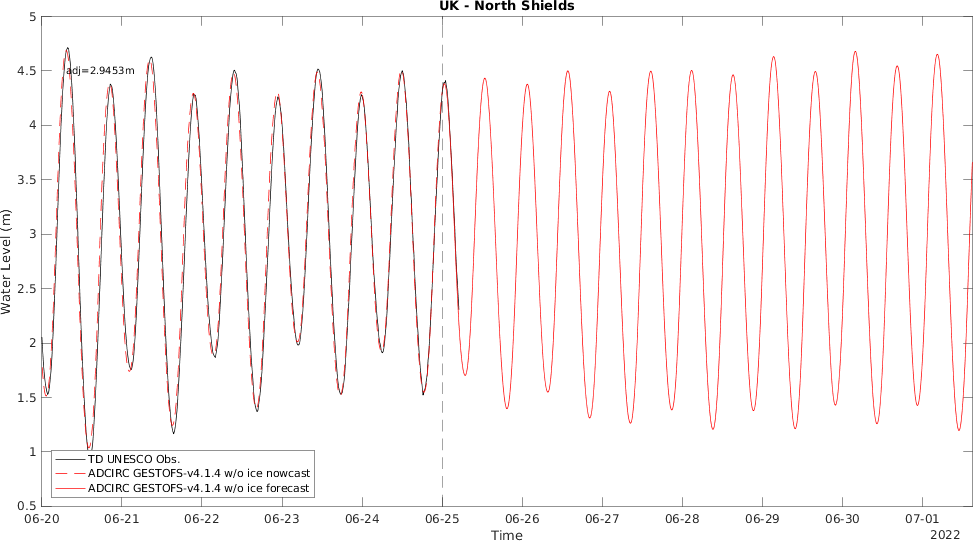 UK - North Shields
5
4.5
4
3.5
3
2.5
2
1.5
1
0.5
Water Level (m)
adj=2.9453m
TD UNESCO Obs.
ADCIRC GESTOFS-v4.1.4 w/o ice nowcast
ADCIRC GESTOFS-v4.1.4 w/o ice forecast
06-20 06-21 06-22 06-23 06-24 06-25 06-26 06-27 06-28 06-29 06-30 07-01
Time
2022